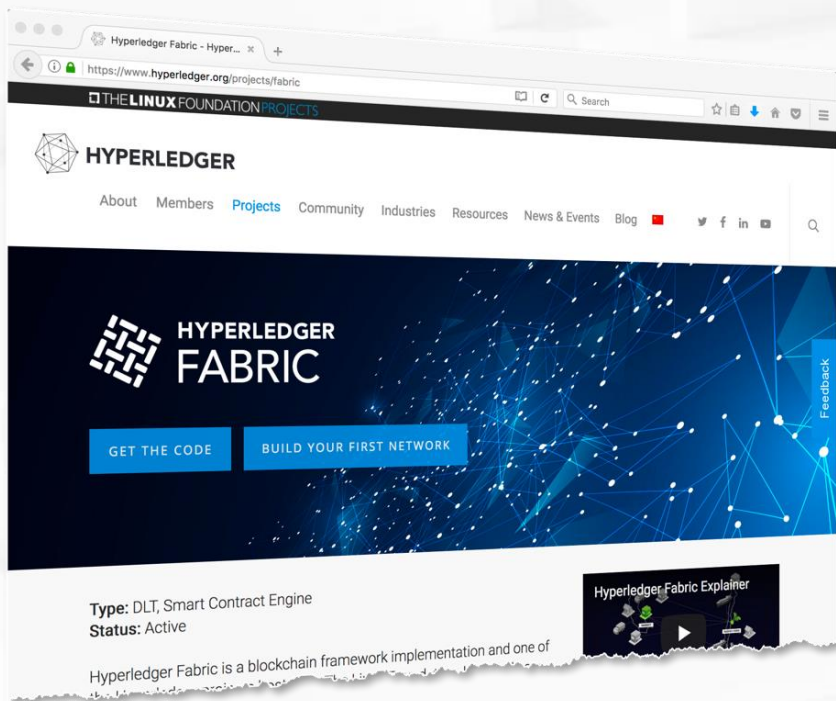 Hyperledger Fabric - Hyper...
https://www.hyperledger.org/projects/fabric
Search
THE LINUX FOUNDATION PROJECTS
HYPERLEDGER
About Members Projects Community Industries Resources News & Events Blog
HYPERLEDGER
FABRIC
GET THE CODE BUILD YOUR FIRST NETWORK
Feedback
Type: DLT, Smart Contract Engine
Status: Active
Hyperledger Fabric Explainer
Hyperledger Fabric is a blockchain framework implementation and one of